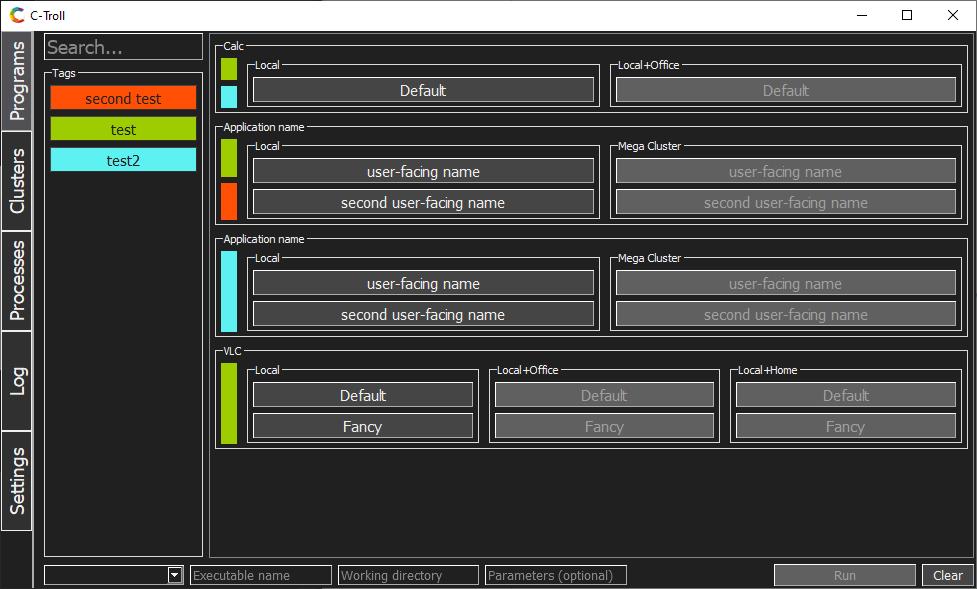 C-Troll
Programs
Clusters
Processes
Log
Settings
Search...
Tags
second test
test
test2
Calc
Local
Default
Local+Office
Default
Application name
Local
user-facing name
second user-facing name
Mega Cluster
user-facing name
second user-facing name
Application name
Local
user-facing name
second user-facing name
Mega Cluster
user-facing name
second user-facing name
VLC
Local
Default
Fancy
Local+Office
Default
Fancy
Local+Home
Default
Fancy
Executable name
Working directory
Parameters (optional)
Run
Clear